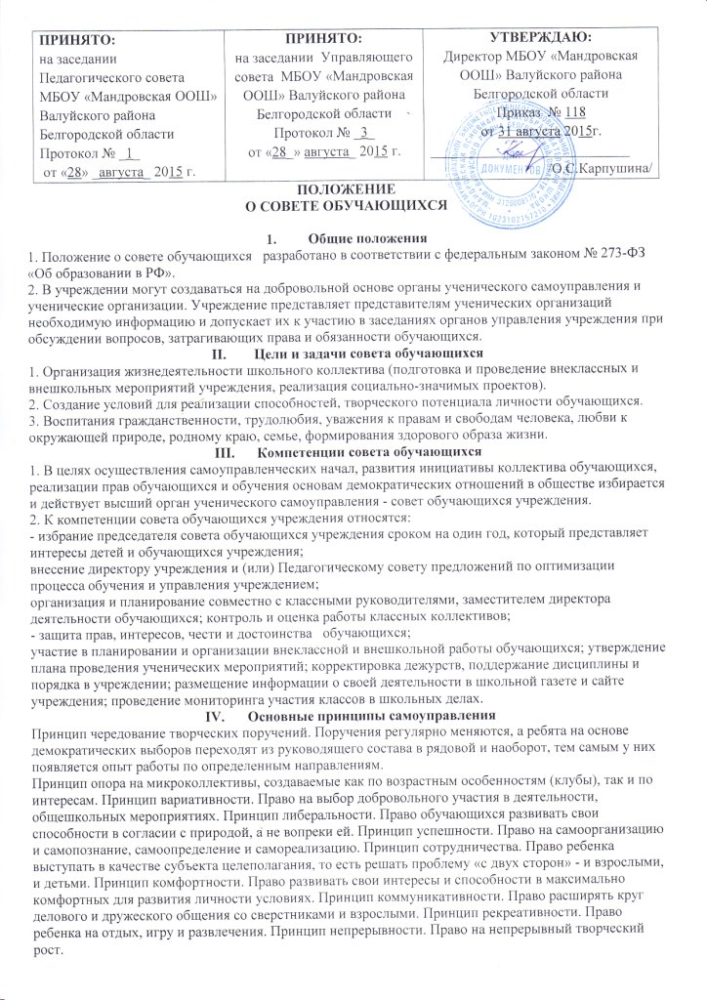 ПРИНЯТО:
на заседании
Педагогического совета
МБОУ «Мандровская ООШ»
Валуйского района
Белгородской области
Протокол № _1_
от «28» _августа_ 2015 г.
ПРИНЯТО:
на заседании Управляющего
совета МБОУ «Мандровская
ООШ» Валуйского района
Белгородской области
Протокол № _3_
от «28_» августа_ 2015 г.
УТВЕРЖДАЮ:
Директор МБОУ «Мандровская
ООШ» Валуйского района
Белгородской области
Приказ № 118
от 31 августа 2015г.
/О.С.Карпушина/
ДОКУМЕНТОВ
ПОЛОЖЕНИЕ
О СОВЕТЕ ОБУЧАЮЩИХСЯ
1. Общие положения
1. Положение о совете обучающихся разработано в соответствии с федеральным законом № 273-ФЗ
«Об образовании в РФ».
2. В учреждении могут создаваться на добровольной основе органы ученического самоуправления и
ученические организации. Учреждение представляет представителям ученических организаций
необходимую информацию и допускает их к участию в заседаниях органов управления учреждения при
обсуждении вопросов, затрагивающих права и обязанности обучающихся.
II. Цели и задачи совета обучающихся
1. Организация жизнедеятельности школьного коллектива (подготовка и проведение внеклассных и
внешкольных мероприятий учреждения, реализация социально-значимых проектов).
2. Создание условий для реализации способностей, творческого потенциала личности обучающихся.
3. Воспитания гражданственности, трудолюбия, уважения к правам и свободам человека, любви к
окружающей природе, родному краю, семье, формирования здорового образа жизни.
III. Компетенции совета обучающихся
1. В целях осуществления самоуправленческих начал, развития инициативы коллектива обучающихся,
реализации прав обучающихся и обучения основам демократических отношений в обществе избирается
и действует высший орган ученического самоуправления - совет обучающихся учреждения.
2. К компетенции совета обучающихся учреждения относятся:
- избрание председателя совета обучающихся учреждения сроком на один год, который представляет
интересы детей и обучающихся учреждения;
внесение директору учреждения и (или) Педагогическому совету предложений по оптимизации
процесса обучения и управления учреждением;
организация и планирование совместно с классными руководителями, заместителем директора
деятельности обучающихся; контроль и оценка работы классных коллективов;
- защита прав, интересов, чести и достоинства обучающихся;
участие в планировании и организации внеклассной и внешкольной работы обучающихся; утверждение
плана проведения ученических мероприятий; корректировка дежурств, поддержание дисциплины и
порядка в учреждении; размещение информации о своей деятельности в школьной газете и сайте
учреждения; проведение мониторинга участия классов в школьных делах.
IV. Основные принципы самоуправления
Принцип чередование творческих поручений. Поручения регулярно меняются, а ребята на основе
демократических выборов переходят из руководящего состава в рядовой и наоборот, тем самым у них
появляется опыт работы по определенным направлениям.
Принцип опора на микроколлективы, создаваемые как по возрастным особенностям (клубы), так и по
интересам. Принцип вариативности. Право на выбор добровольного участия в деятельности,
общешкольных мероприятиях. Принцип либеральности. Право обучающихся развивать свои
способности в согласии с природой, а не вопреки ей. Принцип успешности. Право на самоорганизацию
и самопознание, самоопределение и самореализацию. Принцип сотрудничества. Право ребенка
выступать в качестве субъекта целеполагания, то есть решать проблему «с двух сторон» - и взрослыми,
и детьми. Принцип комфортности. Право развивать свои интересы и способности в максимально
комфортных для развития личности условиях. Принцип коммуникативности. Право расширять круг
делового и дружеского общения со сверстниками и взрослыми. Принцип рекреативности. Право
ребенка на отдых, игру и развлечения. Принцип непрерывности. Право на непрерывный творческий
рост.